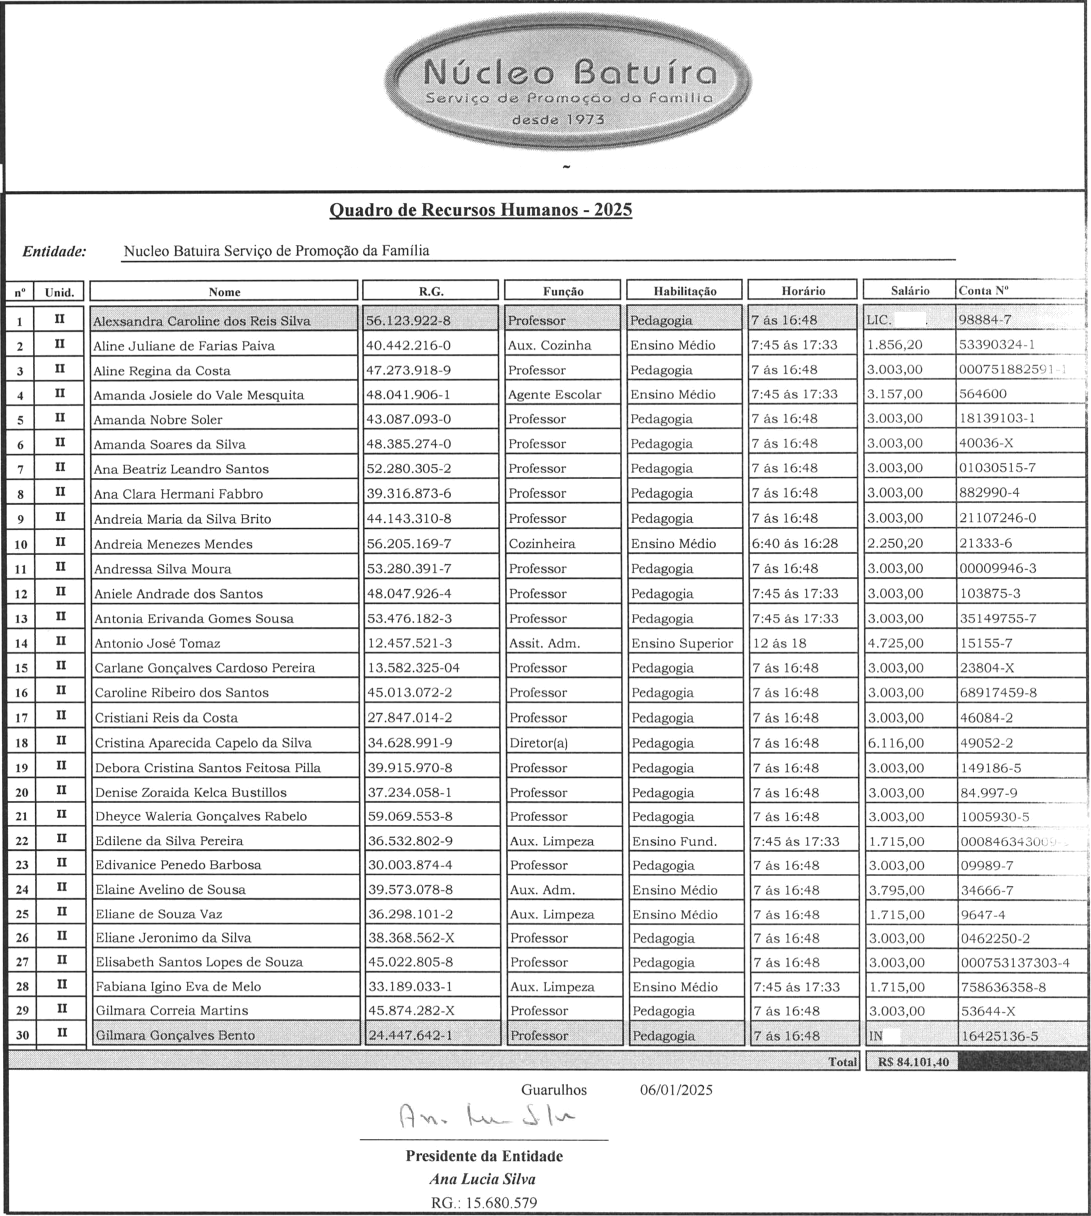 Núcleo Batuíra
Serviço de Promoção da Família
desde 1973
~
Quadro de Recursos Humanos - 2025
Entidade: Nucleo Batuira Serviço de Promoção da Família
nº Unid. Nome R.G. Função Habilitação Horário Salário Conta Nº
1 II Alexsandra Caroline dos Reis Silva 56.123.922-8 Professor Pedagogia 7 ás 16:48 LIC. . 98884-7
2 II Aline Juliane de Farias Paiva 40.442.216-0 Aux. Cozinha Ensino Médio 7:45 ás 17:33 1.856,20 53390324-1
3 II Aline Regina da Costa 47.273.918-9 Professor Pedagogia 7 ás 16:48 3.003,00 000751882591-1
4 II Amanda Josiele do Vale Mesquita 48.041.906-1 Agente Escolar Ensino Médio 7:45 ás 17:33 3.157,00 564600
5 II Amanda Nobre Soler 43.087.093-0 Professor Pedagogia 7 ás 16:48 3.003,00 18139103-1
6 II Amanda Soares da Silva 48.385.274-0 Professor Pedagogia 7 ás 16:48 3.003,00 40036-X
7 II Ana Beatriz Leandro Santos 52.280.305-2 Professor Pedagogia 7 ás 16:48 3.003,00 01030515-7
8 II Ana Clara Hermani Fabbro 39.316.873-6 Professor Pedagogia 7 ás 16:48 3.003,00 882990-4
9 II Andreia Maria da Silva Brito 44.143.310-8 Professor Pedagogia 7 ás 16:48 3.003,00 21107246-0
10 II Andreia Menezes Mendes 56.205.169-7 Cozinheira Ensino Médio 6:40 ás 16:28 2.250,20 21333-6
11 II Andressa Silva Moura 53.280.391-7 Professor Pedagogia 7 ás 16:48 3.003,00 00009946-3
12 II Aniele Andrade dos Santos 48.047.926-4 Professor Pedagogia 7:45 ás 17:33 3.003,00 103875-3
13 II Antonia Erivanda Gomes Sousa 53.476.182-3 Professor Pedagogia 7:45 ás 17:33 3.003,00 35149755-7
14 II Antonio José Tomaz 12.457.521-3 Assit. Adm. Ensino Superior 12 ás 18 4.725,00 15155-7
15 II Carlane Gonçalves Cardoso Pereira 13.582.325-04 Professor Pedagogia 7 ás 16:48 3.003,00 23804-X
16 II Caroline Ribeiro dos Santos 45.013.072-2 Professor Pedagogia 7 ás 16:48 3.003,00 68917459-8
17 II Cristiani Reis da Costa 27.847.014-2 Professor Pedagogia 7 ás 16:48 3.003,00 46084-2
18 II Cristina Aparecida Capelo da Silva 34.628.991-9 Diretor(a) Pedagogia 7 ás 16:48 6.116,00 49052-2
19 II Debora Cristina Santos Feitosa Pilla 39.915.970-8 Professor Pedagogia 7 ás 16:48 3.003,00 149186-5
20 II Denise Zoraida Kelca Bustillos 37.234.058-1 Professor Pedagogia 7 ás 16:48 3.003,00 84.997-9
21 II Dheyce Waleria Gonçalves Rabelo 59.069.553-8 Professor Pedagogia 7 ás 16:48 3.003,00 1005930-5
22 II Edilene da Silva Pereira 36.532.802-9 Aux. Limpeza Ensino Fund. 7:45 ás 17:33 1.715,00
23 II Edivanice Penedo Barbosa 30.003.874-4 Professor Pedagogia 7 ás 16:48 3.003,00 09989-7
24 II Elaine Avelino de Sousa 39.573.078-8 Aux. Adm. Ensino Médio 7 ás 16:48 3.795,00 34666-7
25 II Eliane de Souza Vaz 36.298.101-2 Aux. Limpeza Ensino Médio 7 ás 16:48 1.715,00 9647-4
26 II Eliane Jeronimo da Silva 38.368.562-X Professor Pedagogia 7 ás 16:48 3.003,00 0462250-2
27 II Elisabeth Santos Lopes de Souza 45.022.805-8 Professor Pedagogia 7 ás 16:48 3.003,00 000753137303-4
28 II Fabiana Igino Eva de Melo 33.189.033-1 Aux. Limpeza Ensino Médio 7:45 ás 17:33 1.715,00 758636358-8
29 II Gilmara Correia Martins 45.874.282-X Professor Pedagogia 7 ás 16:48 3.003,00 53644-X
30 II Gilmara Gonçalves Bento 24.447.642-1 Professor Pedagogia 7 ás 16:48 IN 16425136-5
Total R$ 84.101,40
Guarulhos 06/01/2025
Presidente da Entidade
Ana Lucia Silva
RG.: 15.680.579